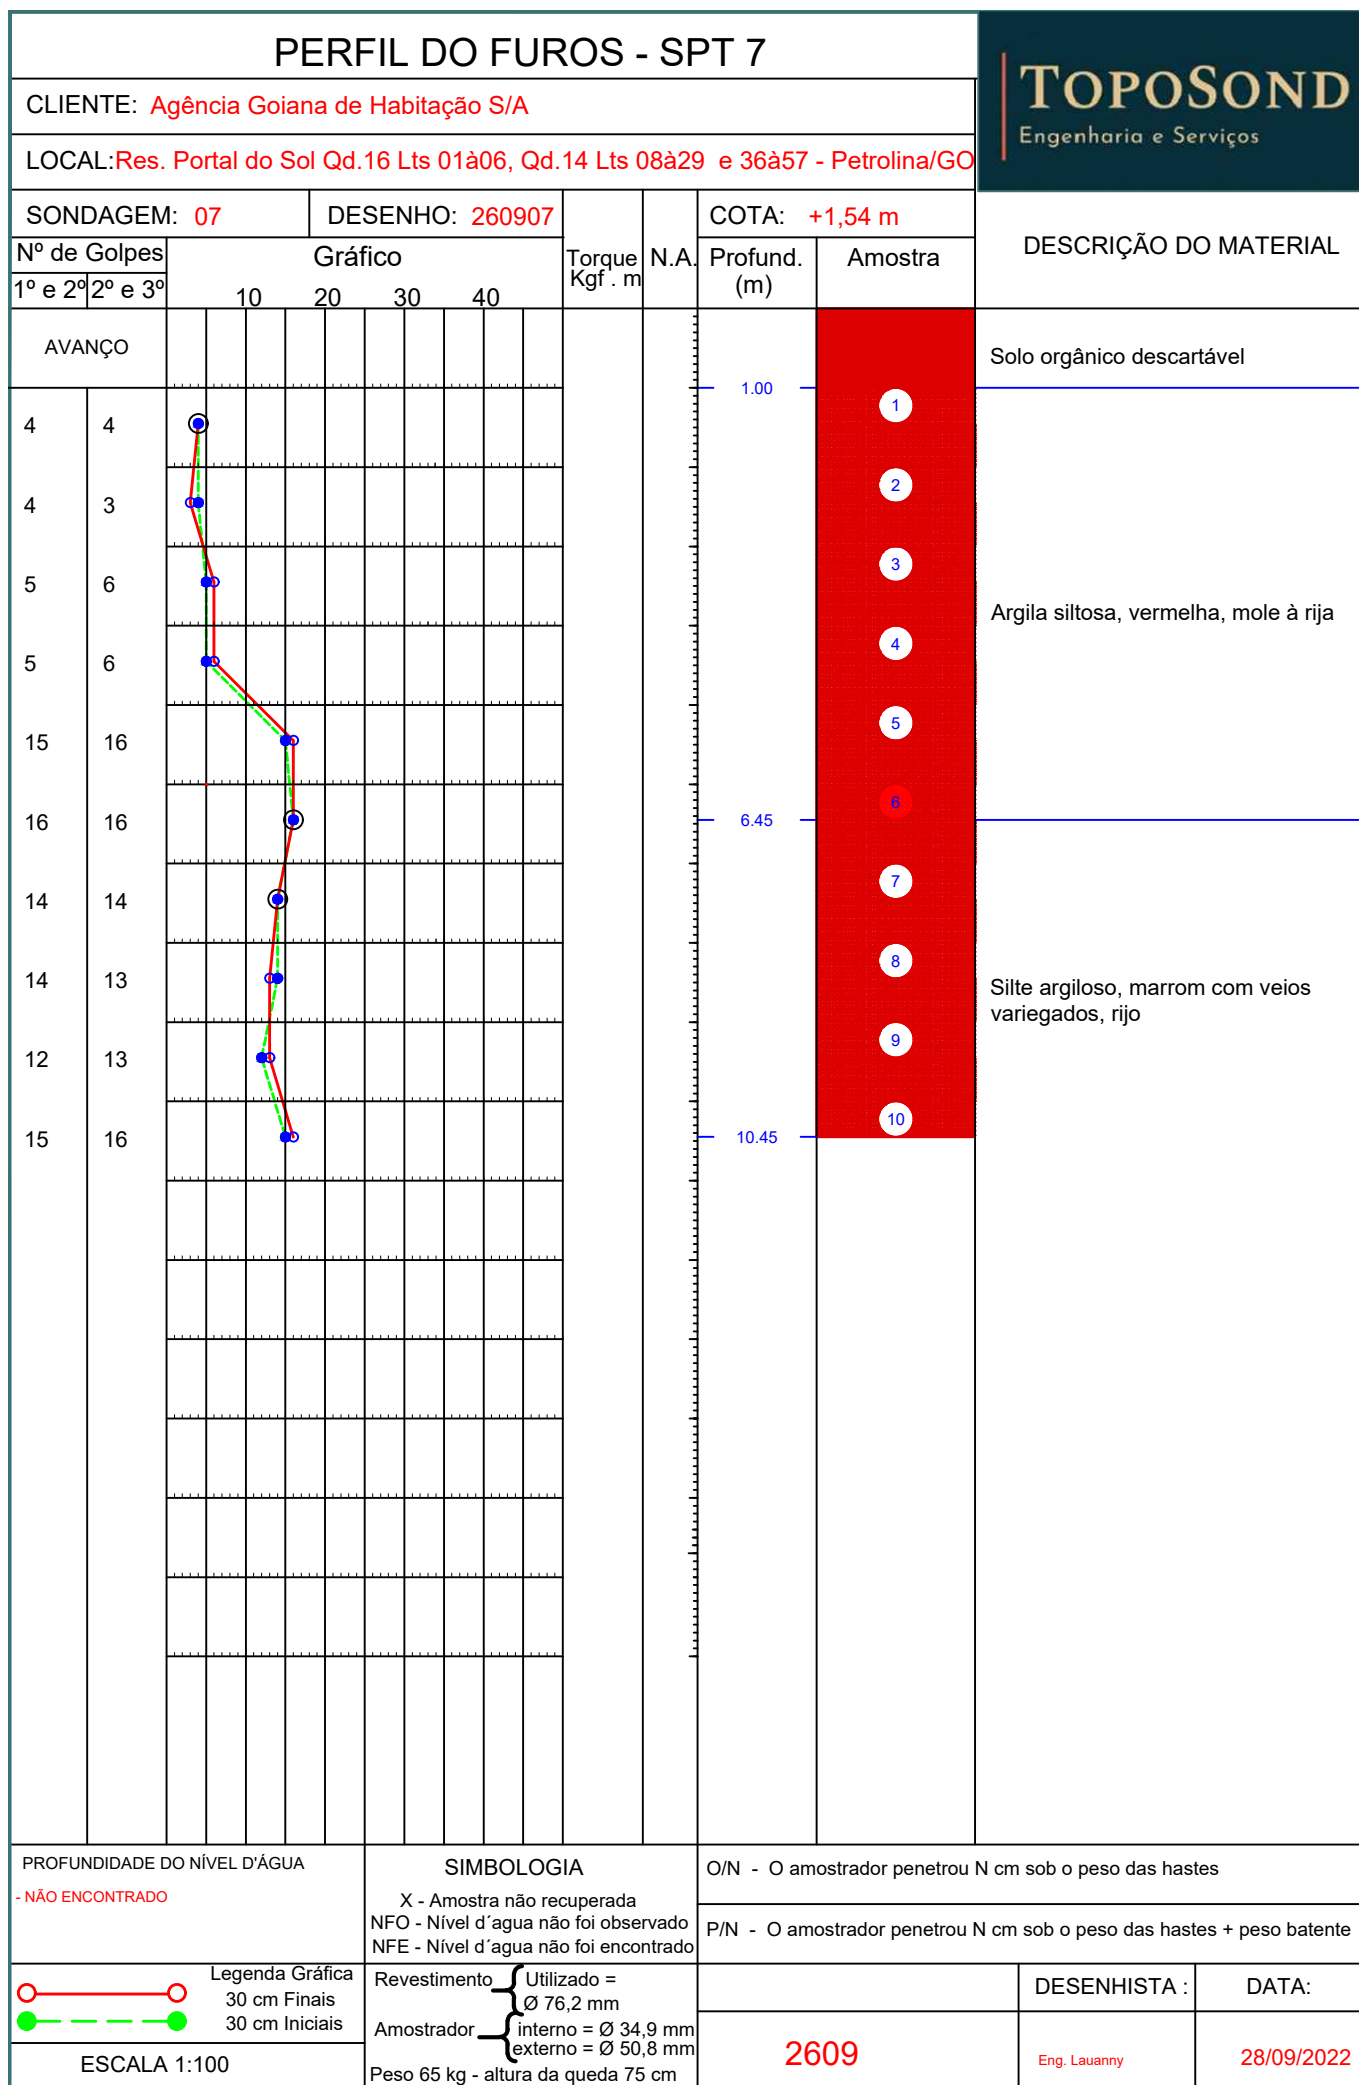 PERFIL DO FUROS - SPT 7
TOPOSOND
Engenharia e Serviços
CLIENTE: Agência Goiana de Habitação S/A
LOCAL:Res. Portal do Sol Qd.16 Lts 01à06, Qd.14 Lts 08à29 e 36à57 - Petrolina/GO
SONDAGEM: 07 DESENHO: 260907 COTA: +1,54 m
Nº de Golpes Gráfico Torque Kgf . m N.A. Profund. (m) Amostra DESCRIÇÃO DO MATERIAL
1º e 2º 2º e 3º 10 20 30 40
AVANÇO Solo orgânico descartável
1.00
1
4 4
2
4 3
3
5 6
Argila siltosa, vermelha, mole à rija
4
5 6
5
15 16
6
16 16 6.45
7
14 14
8
14 13
Silte argiloso, marrom com veios
variegados, rijo
9
12 13
10
15 16 10.45
PROFUNDIDADE DO NÍVEL D'ÁGUA
- NÃO ENCONTRADO
SIMBOLOGIA
X - Amostra não recuperada
NFO - Nível d´agua não foi observado
NFE - Nível d´agua não foi encontrado
O/N - O amostrador penetrou N cm sob o peso das hastes
P/N - O amostrador penetrou N cm sob o peso das hastes + peso batente
Legenda Gráfica
30 cm Finais
30 cm Iniciais
ESCALA 1:100
Revestimento Utilizado =
Ø 76,2 mm
Amostrador interno = Ø 34,9 mm
externo = Ø 50,8 mm
Peso 65 kg - altura da queda 75 cm
DESENHISTA : DATA:
2609 Eng. Lauanny 28/09/2022